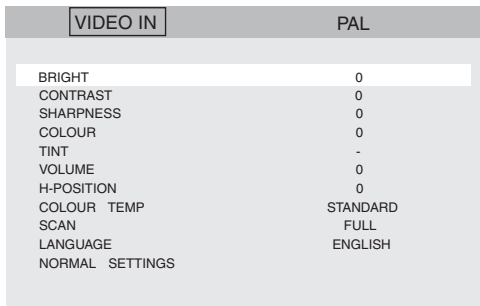 VIDEO IN PAL
BRIGHT 0
CONTRAST 0
SHARPNESS 0
COLOUR 0
TINT -
VOLUME 0
H-POSITION 0
COLOUR TEMP STANDARD
SCAN FULL
LANGUAGE ENGLISH
NORMAL SETTINGS